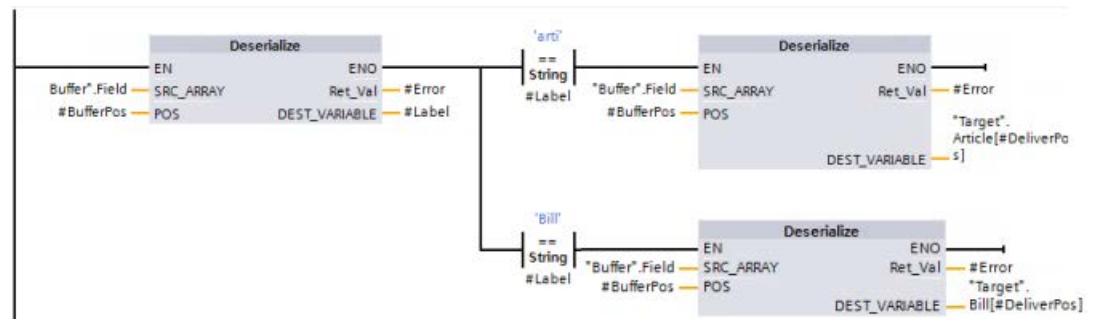 Deserialize
EN
ENO
Buffer".Field
SRC_ARRAY
Ret_Val
#Error
#BufferPos
POS
DEST_VARIABLE
#Label
'arti'
==
String
#Label
Deserialize
EN
ENO
"Buffer".Field
SRC_ARRAY
Ret_Val
#Error
#BufferPos
POS
"Target".
Article[#DeliverPo
s]
DEST_VARIABLE
'Bill'
==
String
#Label
Deserialize
EN
ENO
"Buffer".Field
SRC_ARRAY
Ret_Val
#Error
#BufferPos
POS
"Target".
DEST_VARIABLE
Bill[#DeliverPos]